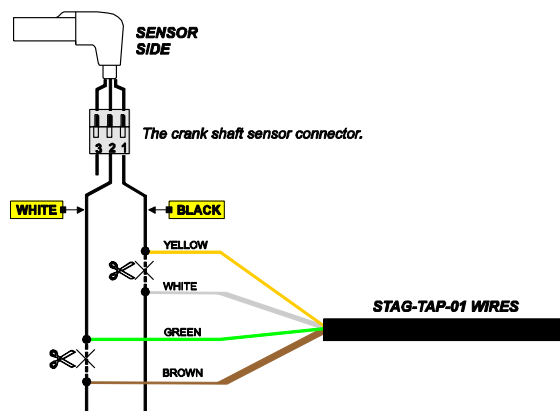 SENSOR
SIDE
The crank shaft sensor connector.
3 2 1
WHITE
BLACK
YELLOW
WHITE
STAG-TAP-01 WIRES
GREEN
BROWN